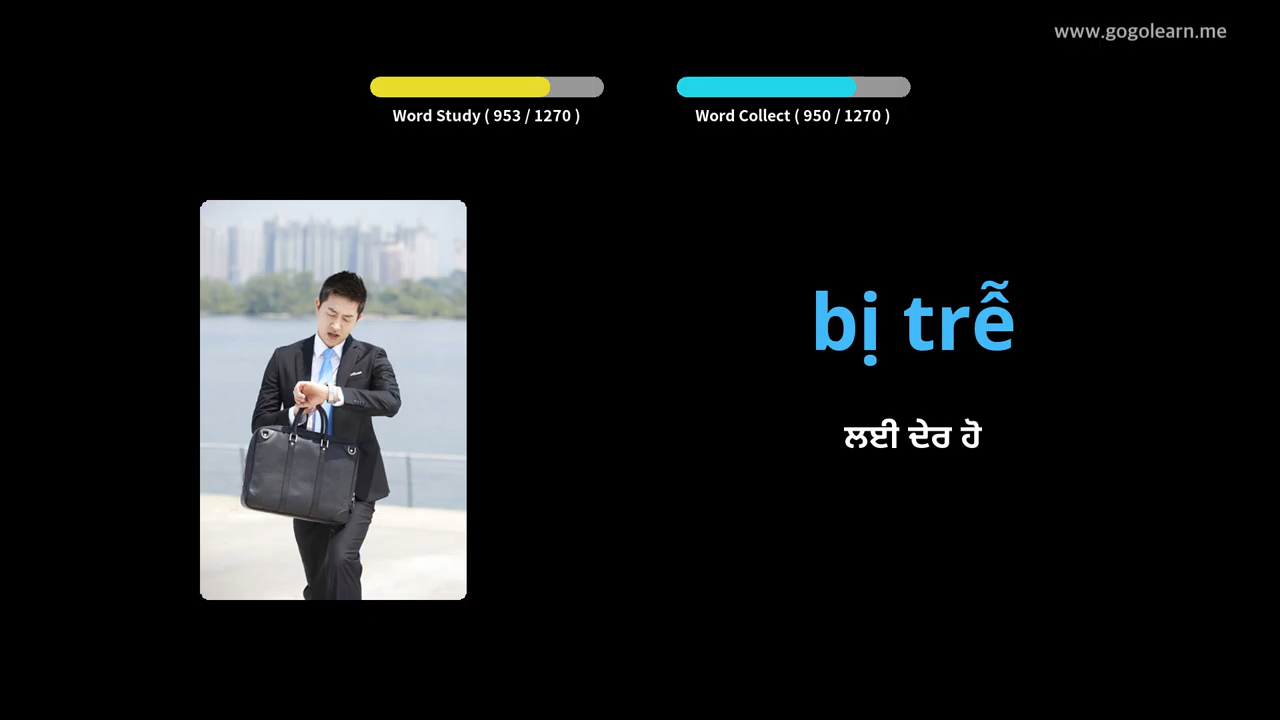 www.gogolearn.me
Word Study ( 953 / 1270 )
Word Collect ( 950 / 1270 )
bị trễ
ਲਈ ਦੇਰ ਹੋ